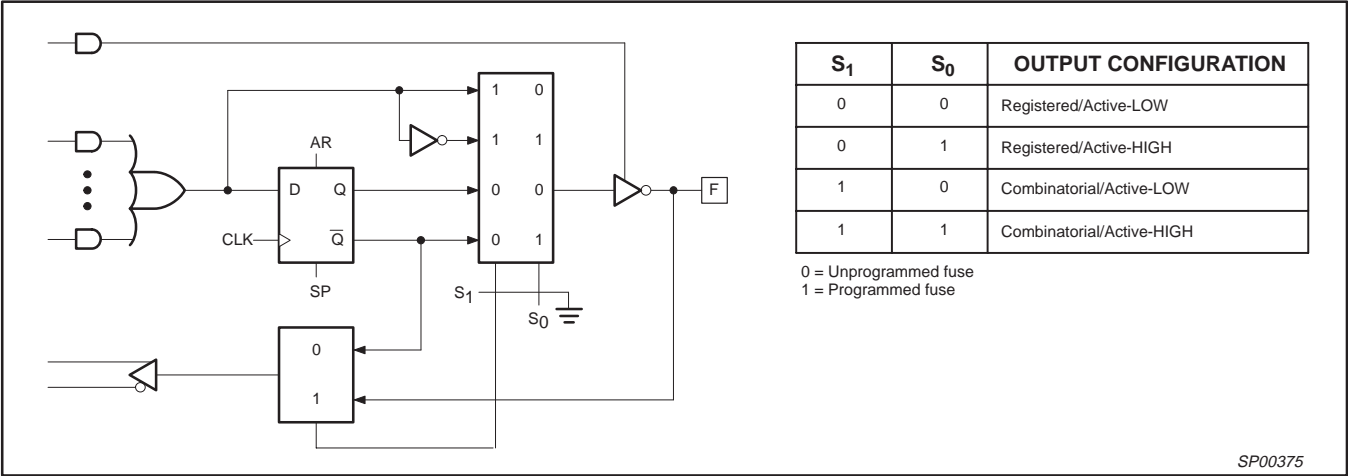 AR
D Q
CLK Q̅
SP
1 0
1 1
0 0
0 1
F
S1
S0
0
1
S1 S0 OUTPUT CONFIGURATION
0 0 Registered/Active-LOW
0 1 Registered/Active-HIGH
1 0 Combinatorial/Active-LOW
1 1 Combinatorial/Active-HIGH
0 = Unprogrammed fuse
1 = Programmed fuse
SP00375